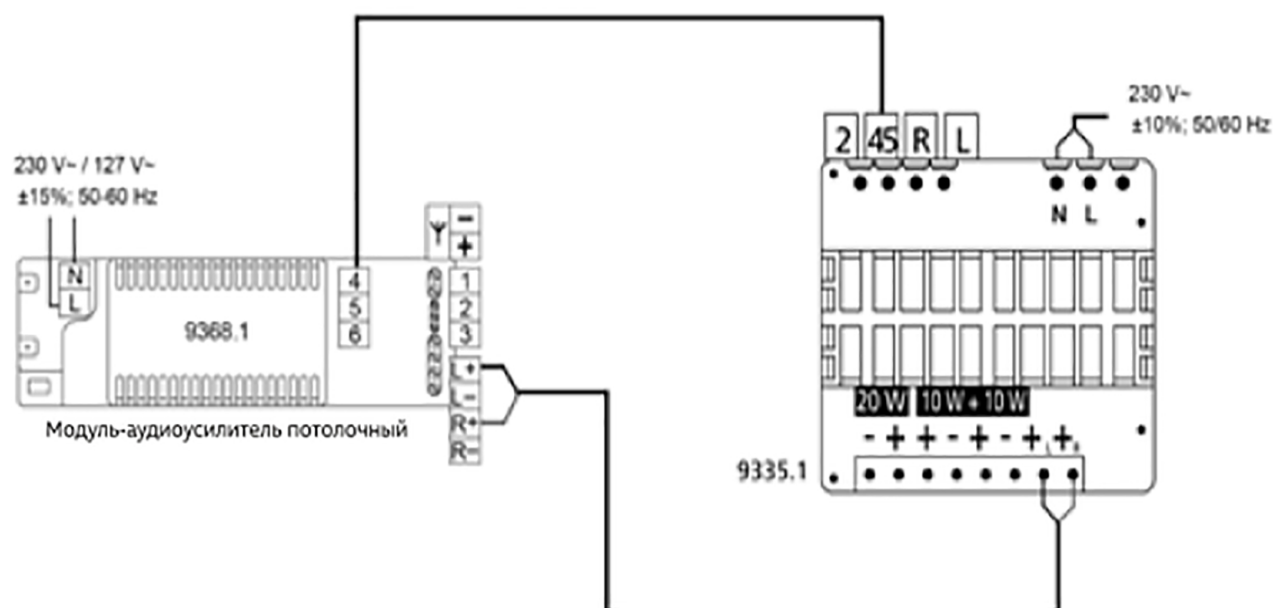 230 V~
±10%; 50/60 Hz
2 45 R L
230 V~ / 127 V~
±15%; 50-60 Hz
N L
N
L
9368.1
4
5
6
-
+
1
2
3
L+
L-
R+
R-
Модуль-аудиоусилитель потолочный
20 W 10 W + 10 W
- + + - + - + +
9335.1